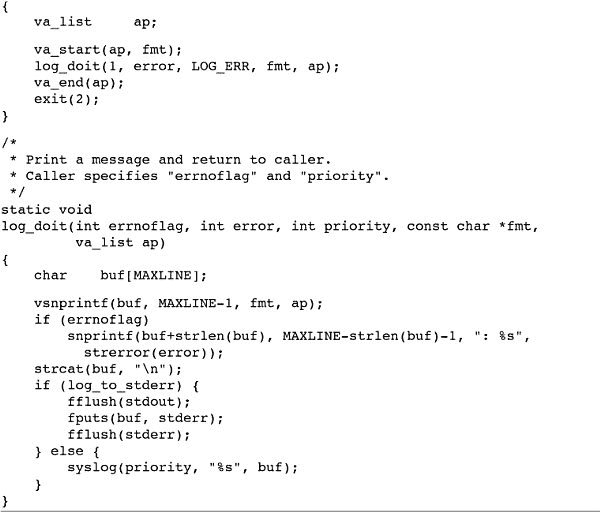 {
    va_list     ap;
    va_start(ap, fmt);
    log_doit(1, error, LOG_ERR, fmt, ap);
    va_end(ap);
    exit(2);
}
/*
 * Print a message and return to caller.
 * Caller specifies "errnoflag" and "priority".
 */
static void
log_doit(int errnoflag, int error, int priority, const char *fmt,
         va_list ap)
{
    char    buf[MAXLINE];
    vsnprintf(buf, MAXLINE-1, fmt, ap);
    if (errnoflag)
        snprintf(buf+strlen(buf), MAXLINE-strlen(buf)-1, ": %s",
          strerror(error));
    strcat(buf, "\n");
    if (log_to_stderr) {
        fflush(stdout);
        fputs(buf, stderr);
        fflush(stderr);
    } else {
        syslog(priority, "%s", buf);
    }
}